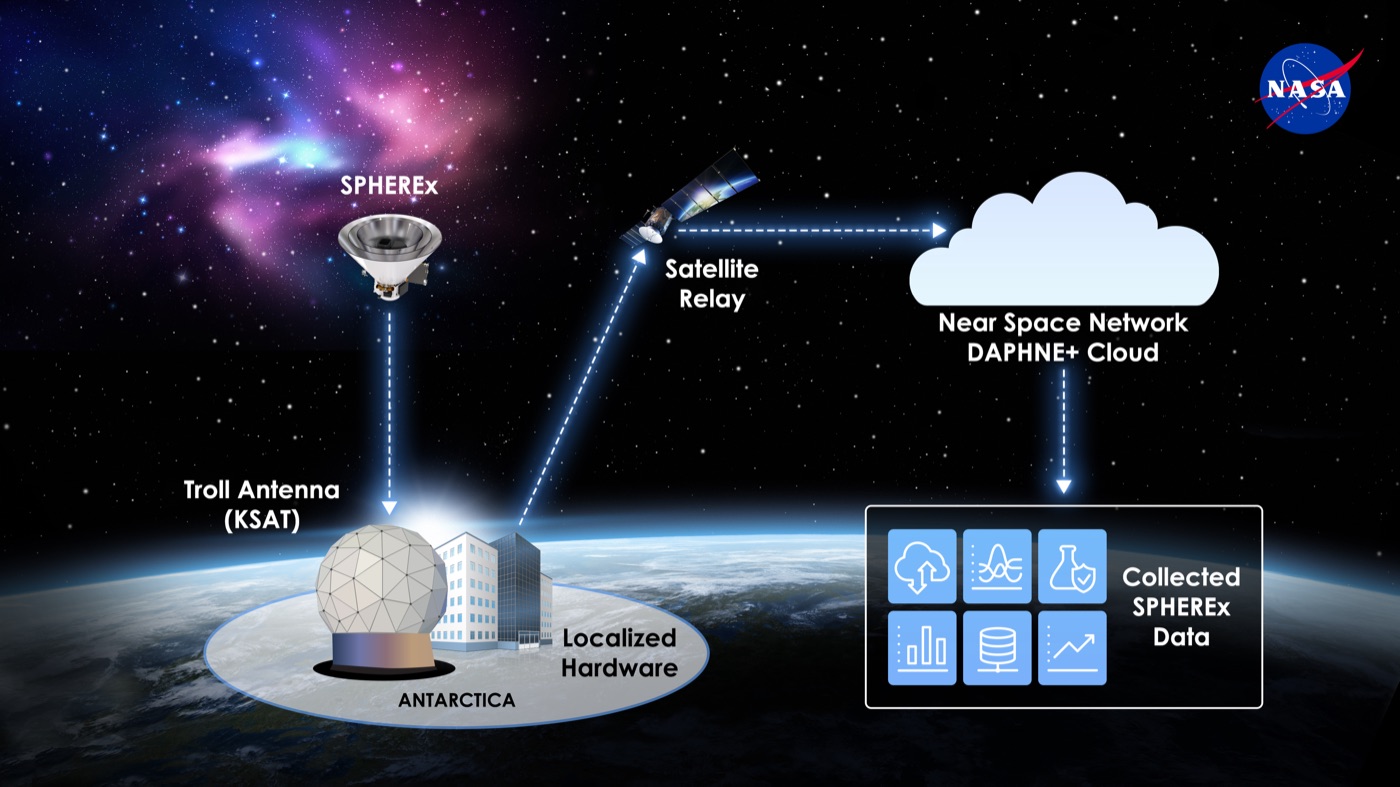 NASA
SPHEREx
Satellite
Relay
Near Space Network
DAPHNE+ Cloud
Troll Antenna
(KSAT)
Localized
Hardware
ANTARCTICA
Collected
SPHEREx
Data